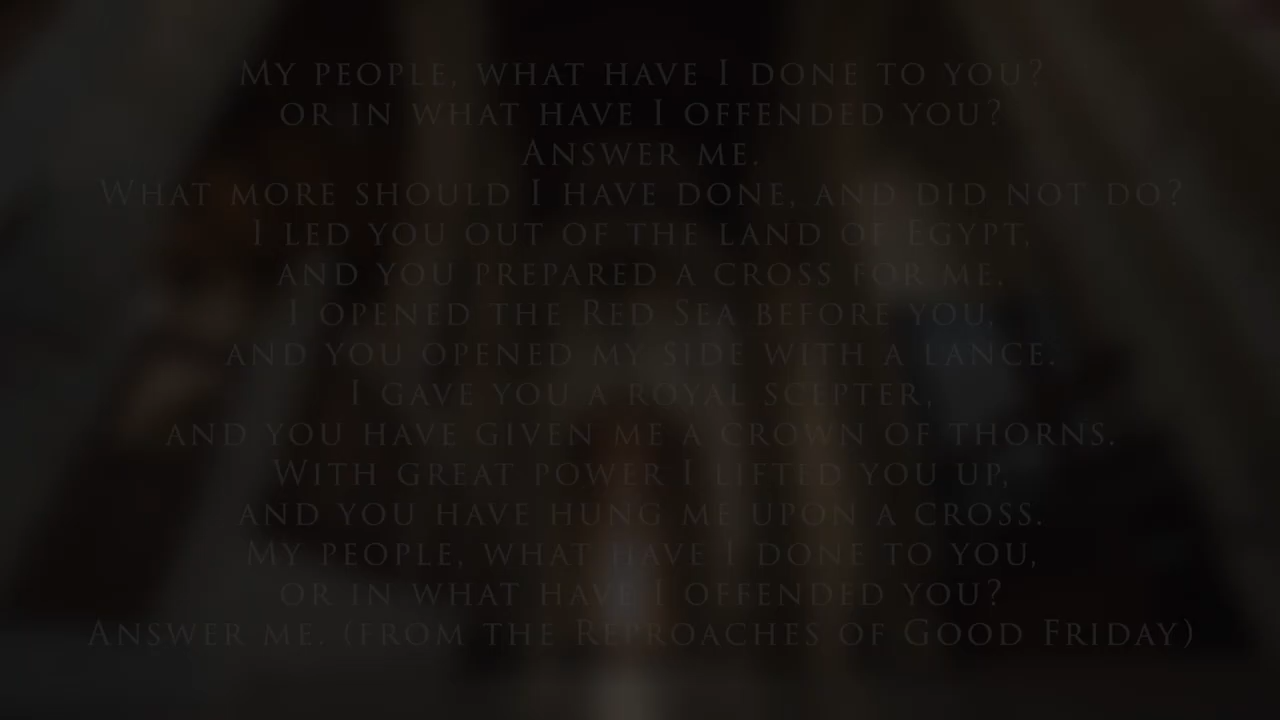 My people, what have I done to you?
or in what have I offended you?
Answer me.
What more should I have done, and did not do?
I led you out of the land of Egypt,
and you prepared a cross for me.
I opened the Red Sea before you,
and you opened my side with a lance.
I gave you a royal scepter,
and you have given me a crown of thorns.
With great power I lifted you up,
and you have hung me upon a cross.
My people, what have I done to you,
or in what have I offended you?
Answer me. (from the Reproaches of Good Friday)